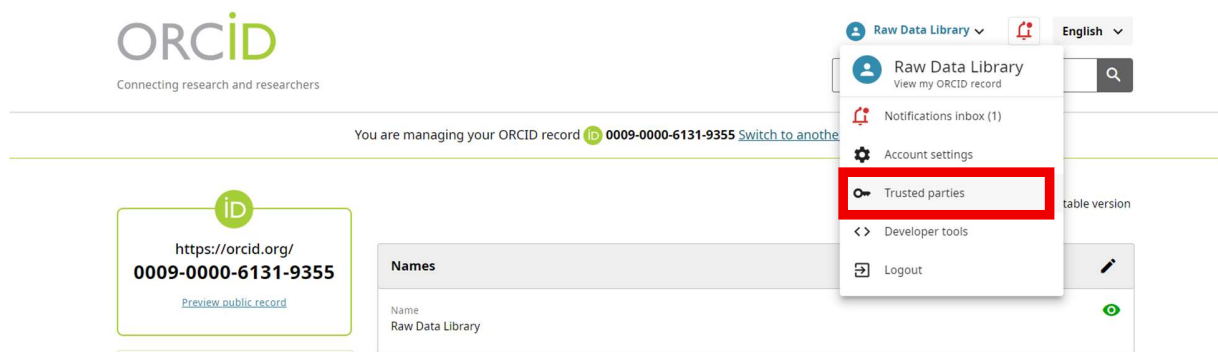 ORCiD
Connecting research and researchers
Raw Data Library
English
Raw Data Library
View my ORCID record
Notifications inbox (1)
Account settings
Trusted parties
Developer tools
Logout
You are managing your ORCID record iD 0009-0000-6131-9355 Switch to anothe
table version
iD
https://orcid.org/
0009-0000-6131-9355
Preview public record
Names
Name
Raw Data Library